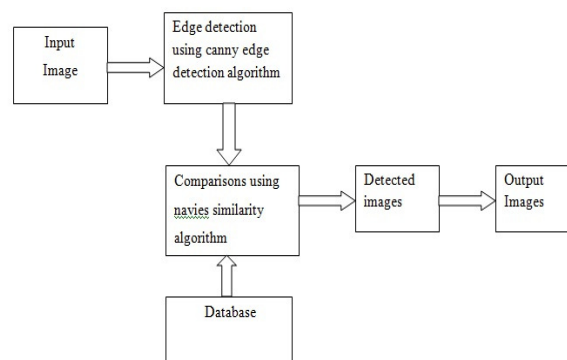 Input
Image
Edge detection
using canny edge
detection algorithm
Comparisons using
navies similarity
algorithm
Detected
images
Output
Images
Database